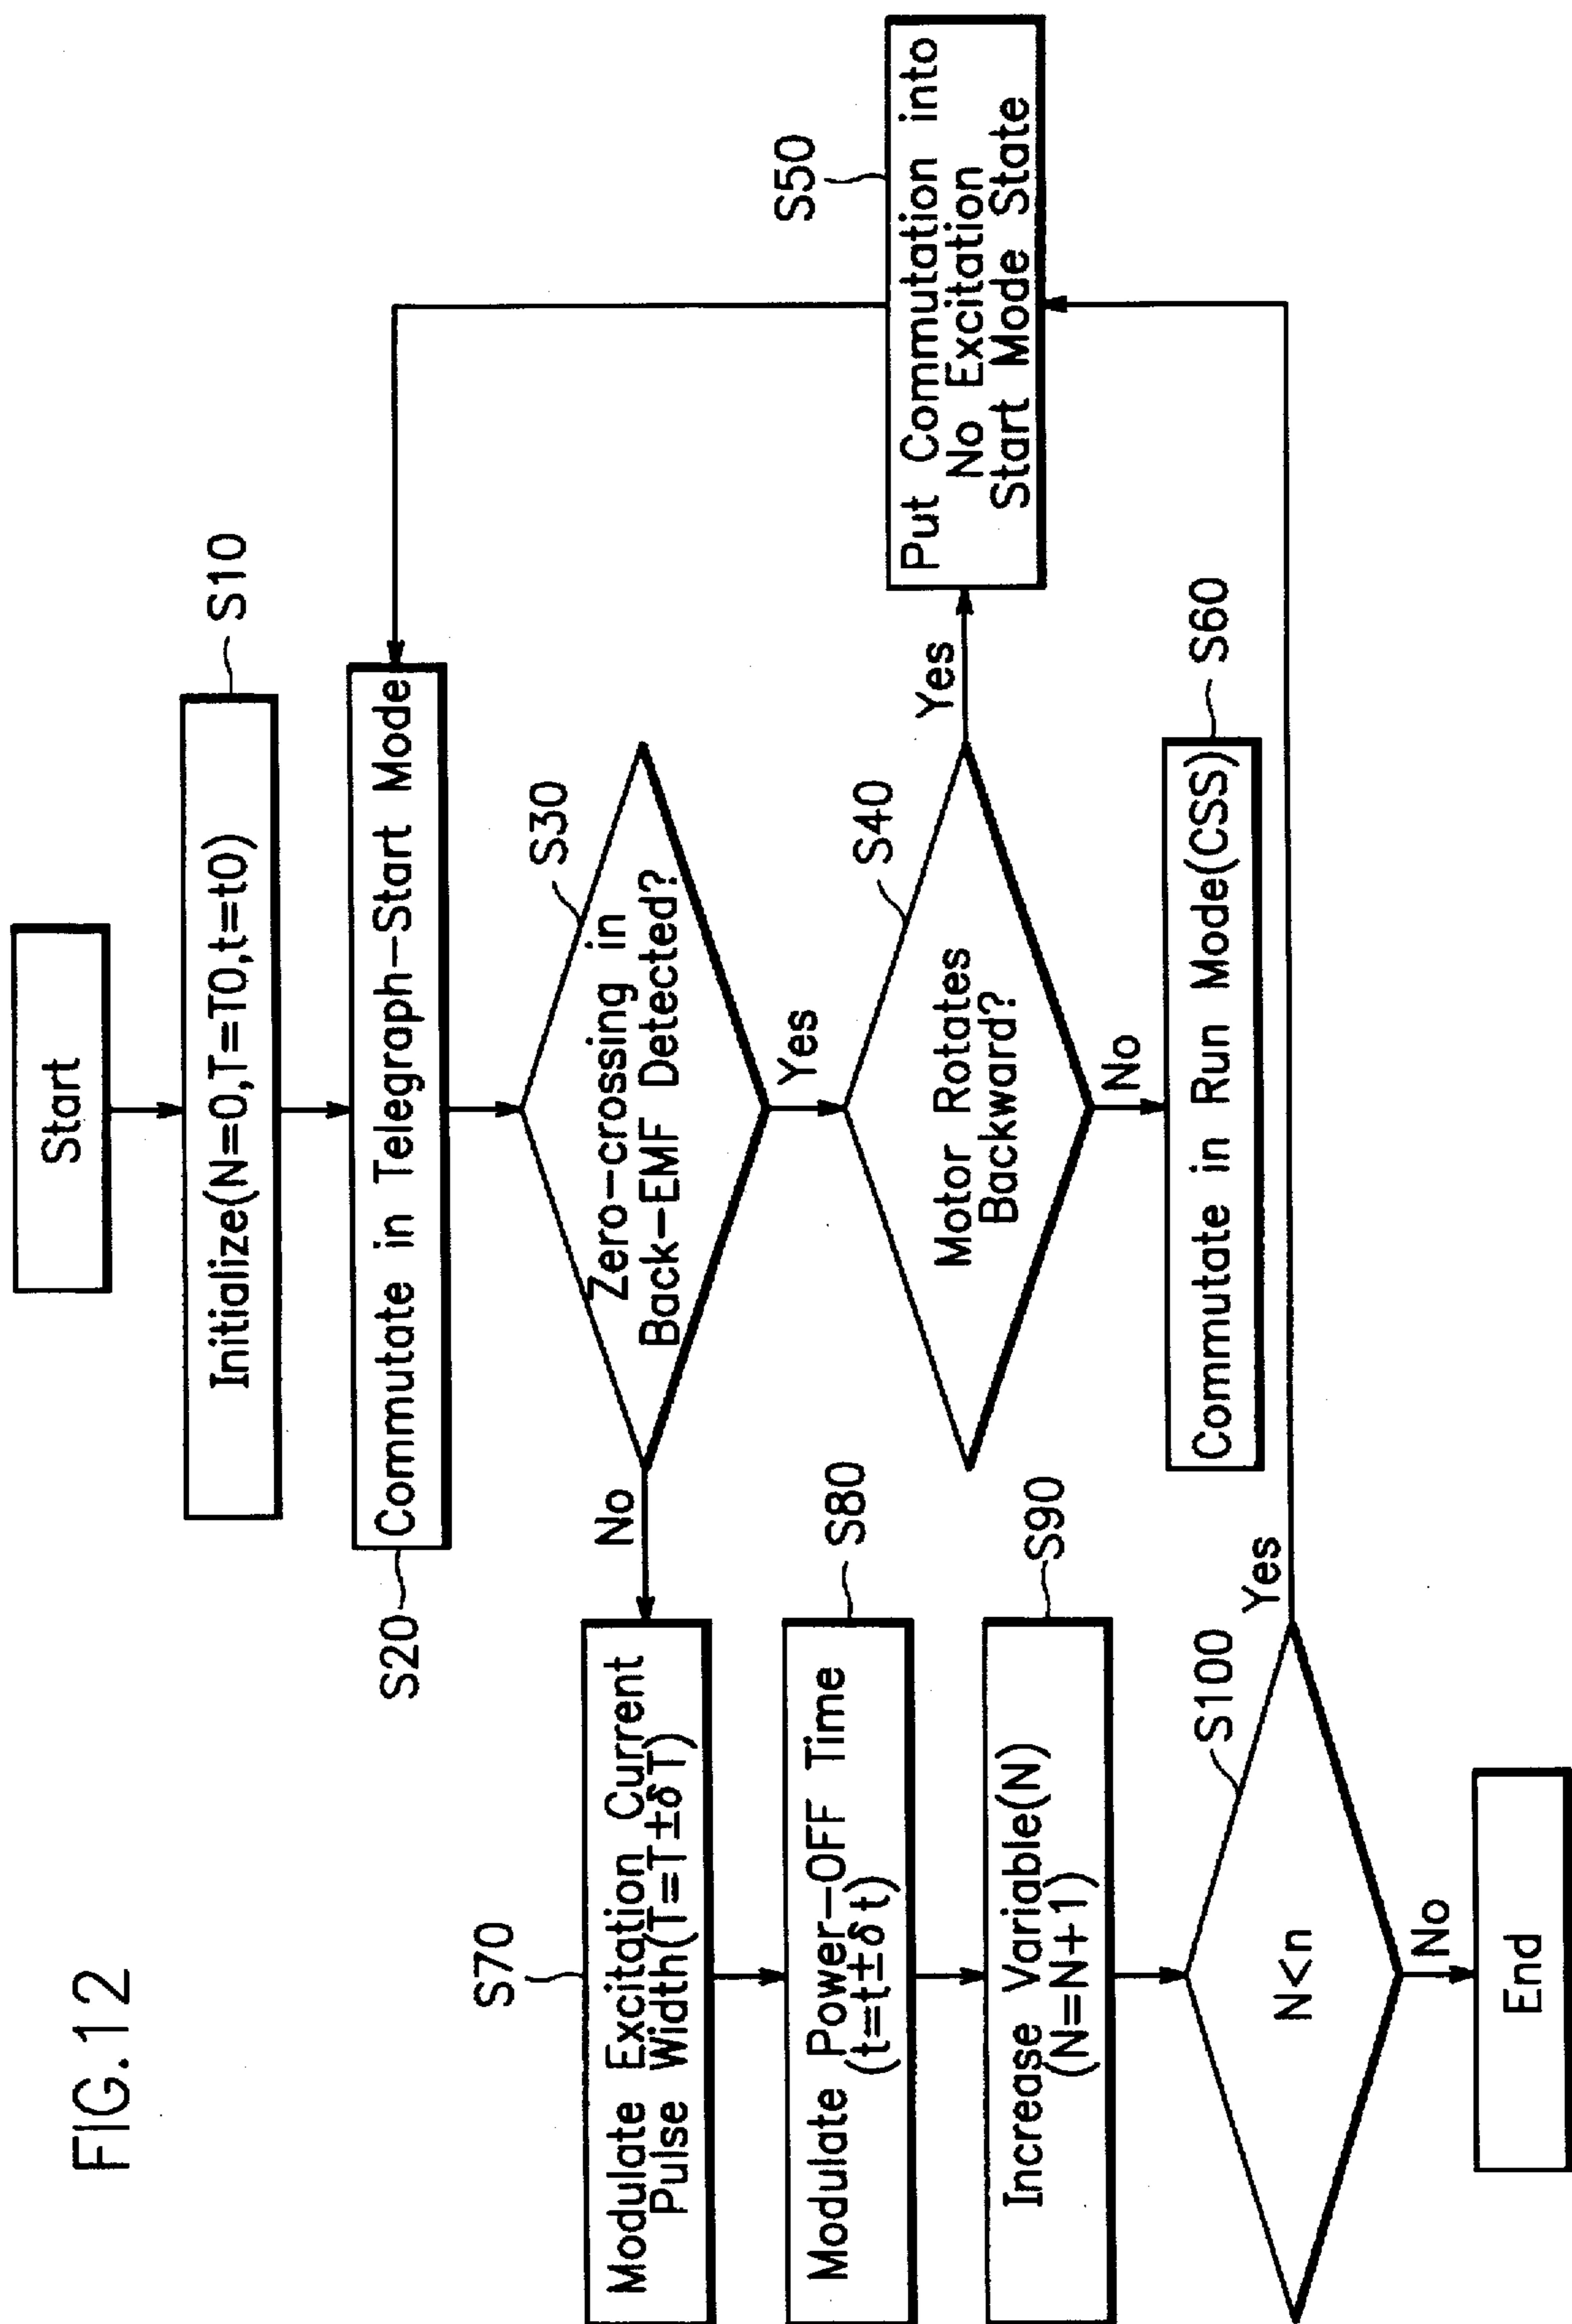 FIG.12
Start
Initialize(N=0,T=T0,t=t0)
S10
Commutate in Telegraph-Start Mode
S20
Zero-crossing in
Back-EMF Detected?
S30
No
Yes
Motor Rotates
Backward?
S40
Yes
No
Put Commutation into
No Excitation
Start Mode State
S50
Commutate in Run Mode(CSS)
S60
Modulate Excitation Current
Pulse Width(T=T±δT)
S70
Modulate Power-OFF Time
(t=t±δt)
S80
Increase Variable(N)
(N=N+1)
S90
N<n
S100
Yes
No
End